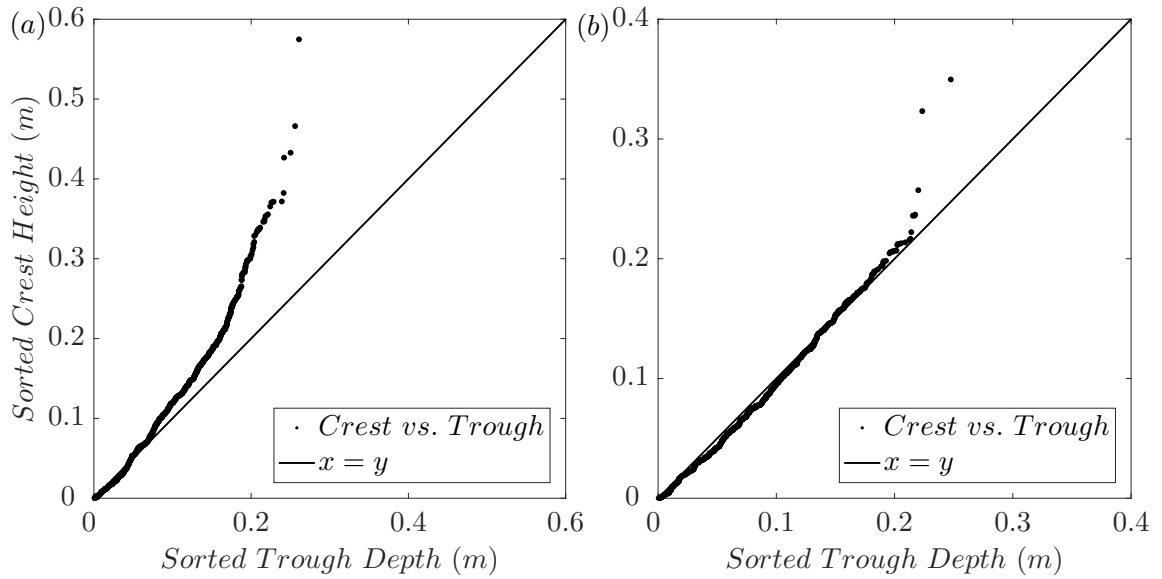 (a)
0.6
0.5
0.4
0.3
0.2
0.1
0
Sorted Crest Height (m)
Crest vs. Trough
x = y
0
0.2
0.4
0.6
Sorted Trough Depth (m)
(b)
0.4
0.3
0.2
0.1
0
Crest vs. Trough
x = y
0
0.1
0.2
0.3
0.4
Sorted Trough Depth (m)